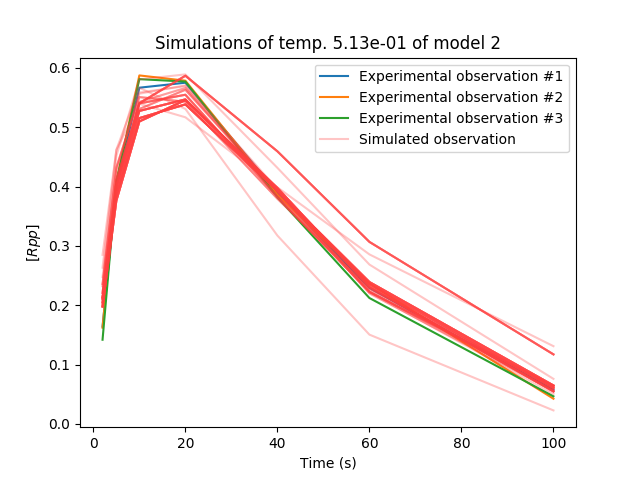 Simulations of temp. 5.13e-01 of model 2
Experimental observation #1
Experimental observation #2
Experimental observation #3
Simulated observation
[Rpp]
0.6
0.5
0.4
0.3
0.2
0.1
0.0
0 20 40 60 80 100
Time (s)